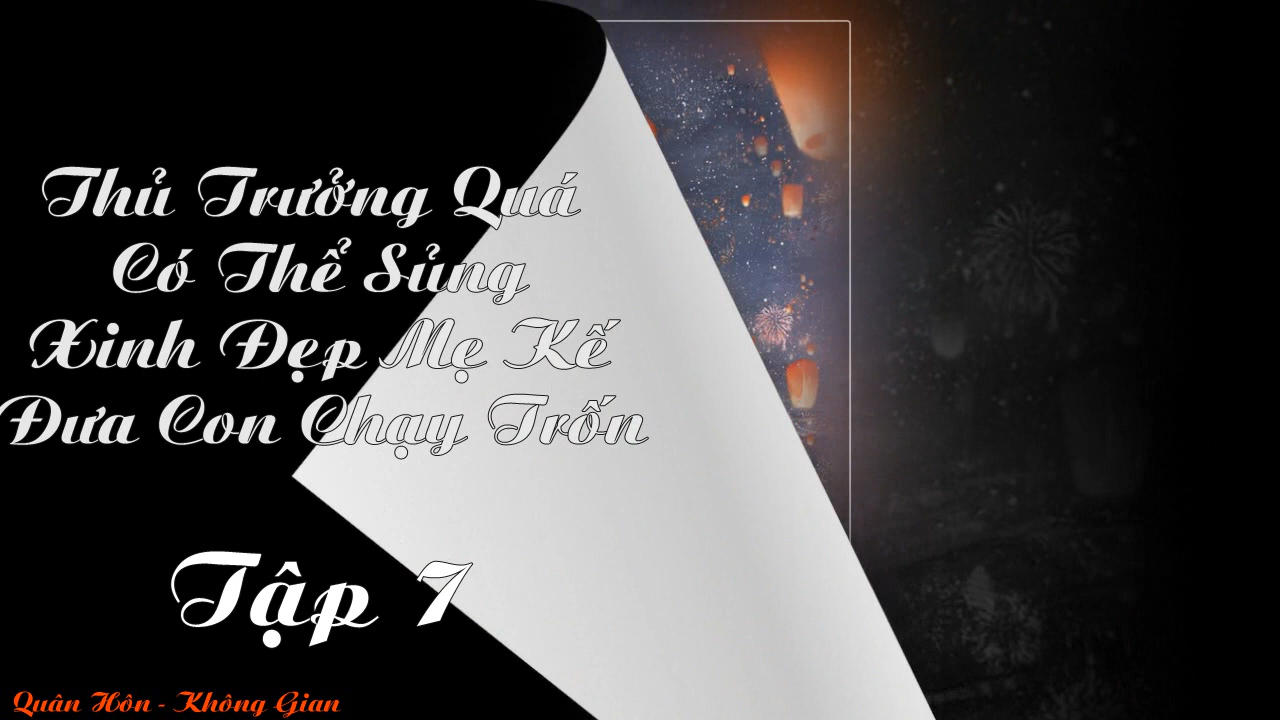 Thủ Trưởng Quá
Có Thể Sủng
Xinh Đẹp Mẹ Kế
Đưa Con Chạy Trốn
Tập 7
Quân Hôn - Không Gian